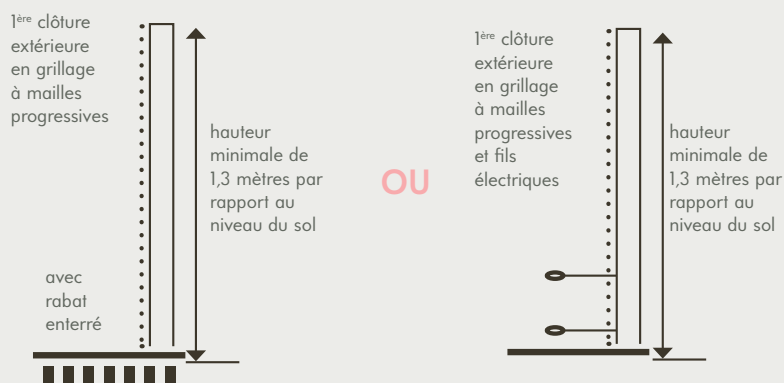 1ère clôture
extérieure
en grillage
à mailles
progressives
hauteur
minimale de
1,3 mètres par
rapport au
niveau du sol
avec
rabat
enterré
OU
1ère clôture
extérieure
en grillage
à mailles
progressives
et fils
électriques
hauteur
minimale de
1,3 mètres par
rapport au
niveau du sol